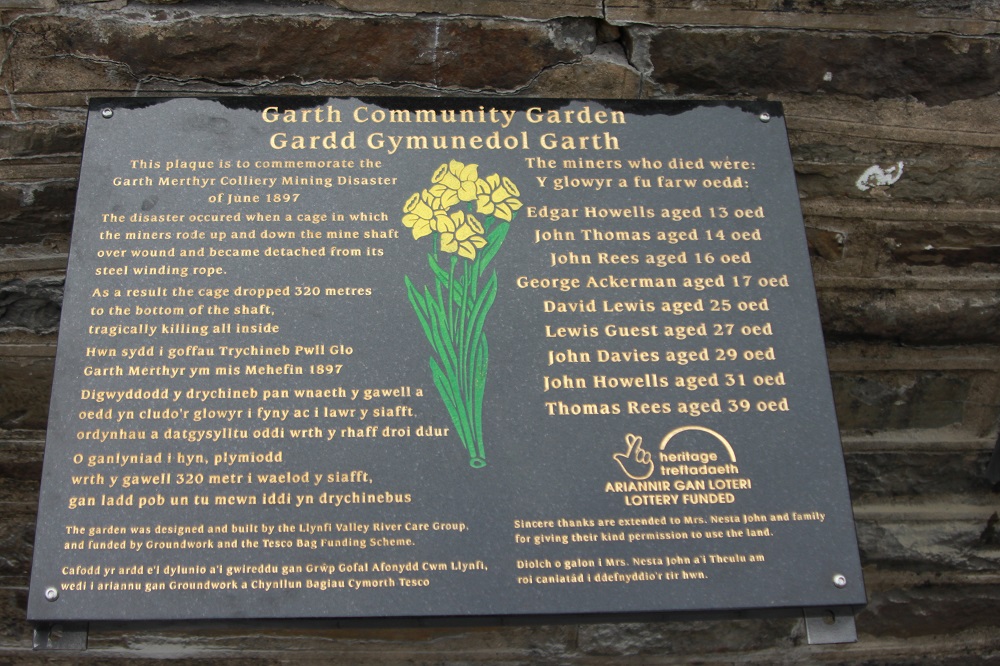 Garth Community Garden
Gardd Gymunedol Garth
This plaque is to commemorate the
Garth Merthyr Colliery Mining Disaster
of June 1897
The disaster occured when a cage in which
the miners rode up and down the mine shaft
over wound and became detached from its
steel winding rope.
As a result the cage dropped 320 metres
to the bottom of the shaft,
tragically killing all inside
Hwn sydd i goffau Trychineb Pwll Glo
Garth Merthyr ym mis Mehefin 1897
Digwyddodd y drychineb pan wnaeth y gawell a
oedd yn cludo'r glowyr i fyny ac i lawr y siafft,
ordynhau a datgysylltu oddi wrth y rhaff droi ddur
O ganlyniad i hyn, plymiodd
wrth y gawell 320 metr i waelod y siafft,
gan ladd pob un tu mewn iddi yn drychinebus
The garden was designed and built by the Llynfi Valley River Care Group,
and funded by Groundwork and the Tesco Bag Funding Scheme.
Cafodd yr ardd e'i dylunio a'i gwireddu gan Grŵp Gofal Afonydd Cwm Llynfi,
wedi i ariannu gan Groundwork a Chynllun Bagiau Cymorth Tesco
The miners who died were:
Y glowyr a fu farw oedd:
Edgar Howells aged 13 oed
John Thomas aged 14 oed
John Rees aged 16 oed
George Ackerman aged 17 oed
David Lewis aged 25 oed
Lewis Guest aged 27 oed
John Davies aged 29 oed
John Howells aged 31 oed
Thomas Rees aged 39 oed
heritage
treftadaeth
ARIANNIR GAN LOTERI
LOTTERY FUNDED
Sincere thanks are extended to Mrs. Nesta John and family
for giving their kind permission to use the land.
Diolch o galon i Mrs. Nesta John a'i Theulu am
roi caniatâd i ddefnyddio'r tir hwn.